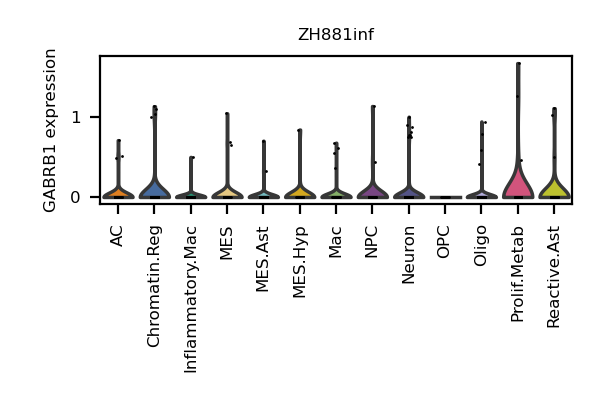 ZH881inf
GABRB1 expression
1
0
AC
Chromatin.Reg
Inflammatory.Mac
MES
MES.Ast
MES.Hyp
Mac
NPC
Neuron
OPC
Oligo
Prolif.Metab
Reactive.Ast